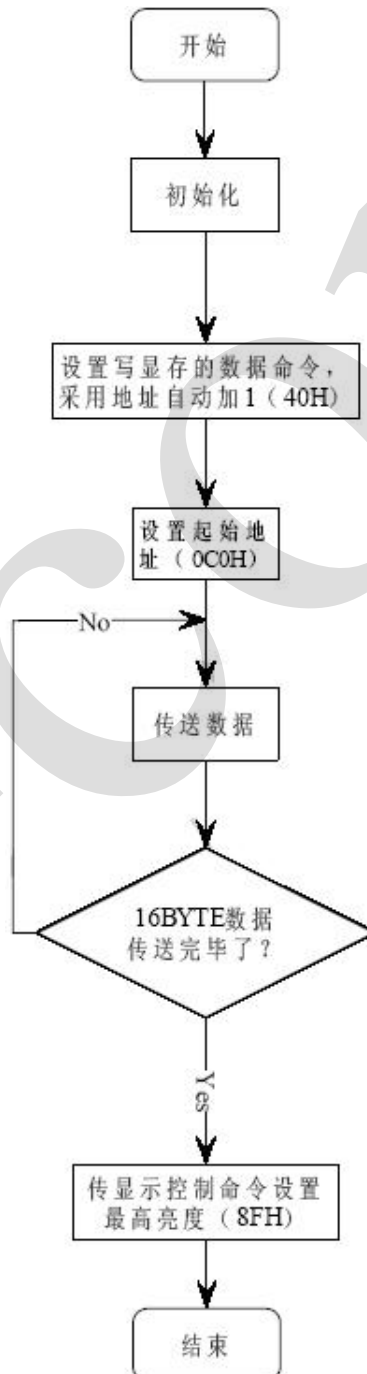 开始
初始化
设置写显存的数据命令，
采用地址自动加1（40H）
设置起始地
址（0C0H）
No
传送数据
16BYTE数据
传送完毕了？
Yes
传显示控制命令设置
最高亮度（8FH）
结束